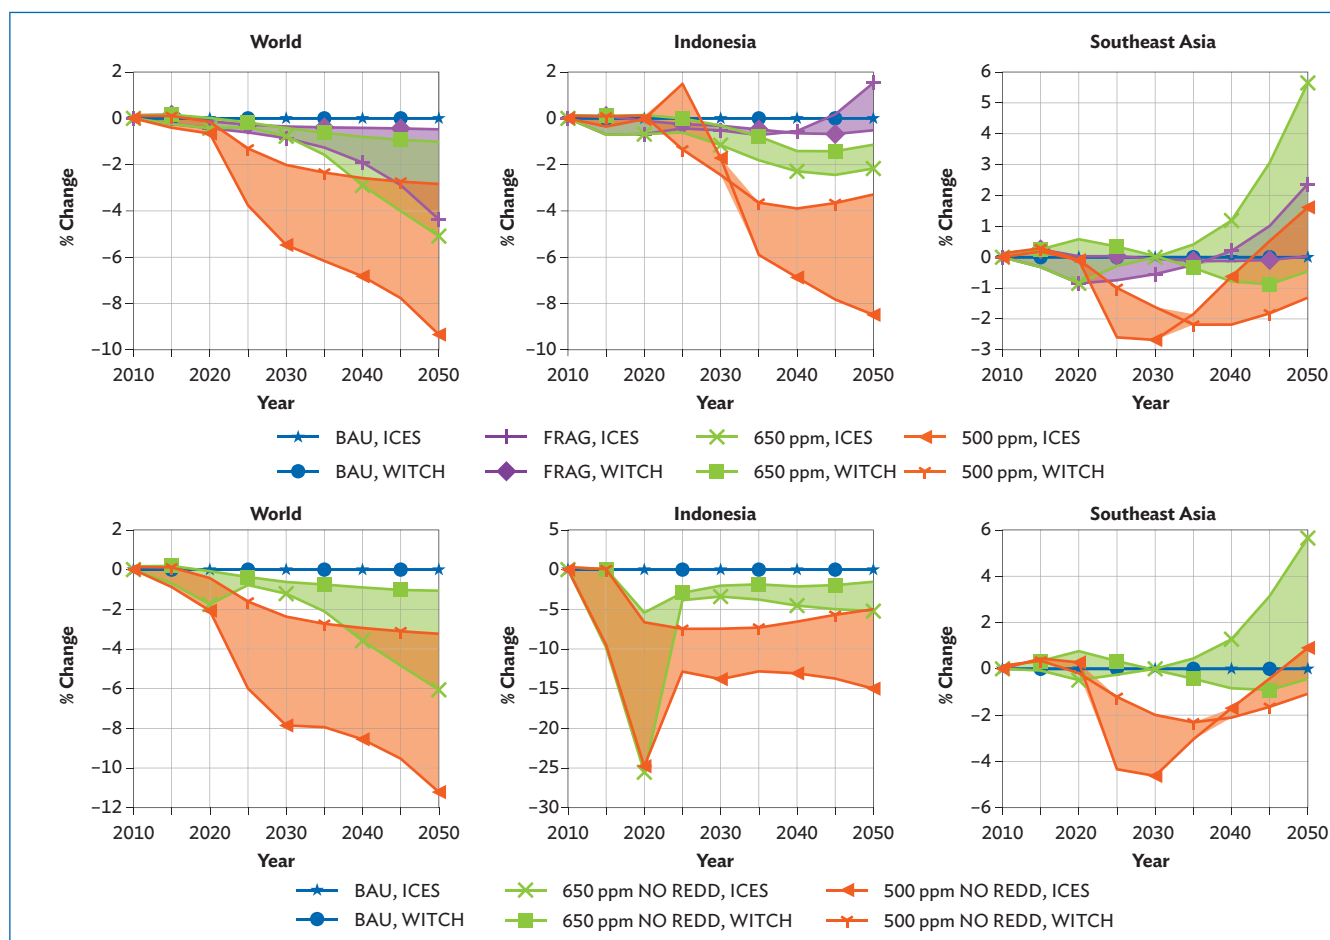 World
Indonesia
Southeast Asia
% Change
2
0
−2
−4
−6
−8
−10
2010 2020 2030 2040 2050
Year
% Change
2
0
−2
−4
−6
−8
−10
2010 2020 2030 2040 2050
Year
% Change
6
5
4
3
2
1
0
−1
−2
−3
2010 2020 2030 2040 2050
Year
BAU, ICES FRAG, ICES 650 ppm, ICES 500 ppm, ICES
BAU, WITCH FRAG, WITCH 650 ppm, WITCH 500 ppm, WITCH
World
Indonesia
Southeast Asia
% Change
2
0
−2
−4
−6
−8
−10
−12
2010 2020 2030 2040 2050
Year
% Change
5
0
−5
−10
−15
−20
−25
−30
2010 2020 2030 2040 2050
Year
% Change
6
4
2
0
−2
−4
−6
2010 2020 2030 2040 2050
Year
BAU, ICES 650 ppm NO REDD, ICES 500 ppm NO REDD, ICES
BAU, WITCH 650 ppm NO REDD, WITCH 500 ppm NO REDD, WITCH